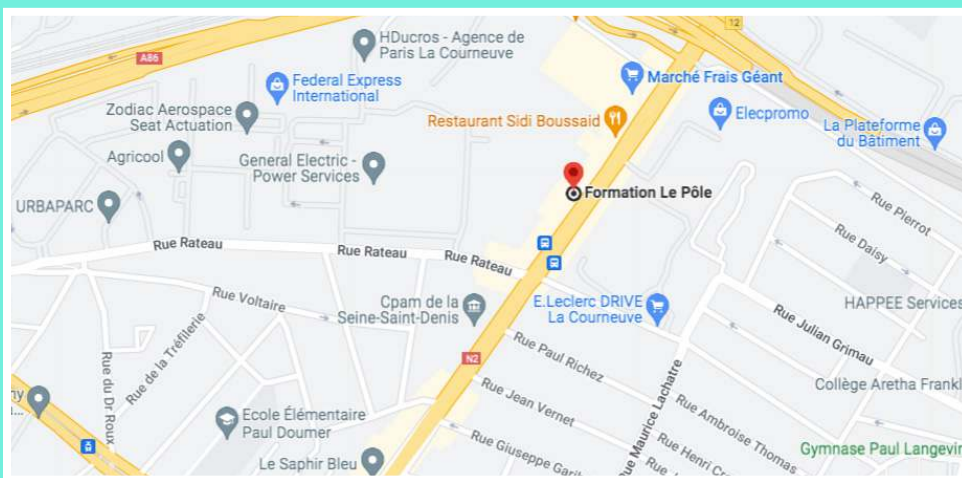 12
HDucros - Agence de
Paris La Courneuve
A86
Marché Frais Géant
Federal Express
International
Zodiac Aerospace
Seat Actuation
Restaurant Sidi Boussaid
Elecpromo
La Plateforme
du Bâtiment
Agricool
General Electric -
Power Services
Formation Le Pôle
URBAPARC
Rue Pierrot
Rue Daisy
Rue Rateau
Rue Rateau
Rue Rateau
Rue Voltaire
Cpam de la
Seine-Saint-Denis
E.Leclerc DRIVE
La Courneuve
HAPPEE Services
Rue Julian Grimau
Rue de la Tréfilerie
Rue du Dr Roux
N2
Rue Paul Richez
Rue Maurice Lachatre
Collège Aretha Frankl
Rue Jean Vernet
Rue Ambroise Thomas
Ecole Élémentaire
Paul Doumer
Rue Giuseppe Garib
Rue Henri
Gymnase Paul Langevin
Le Saphir Bleu
Rue